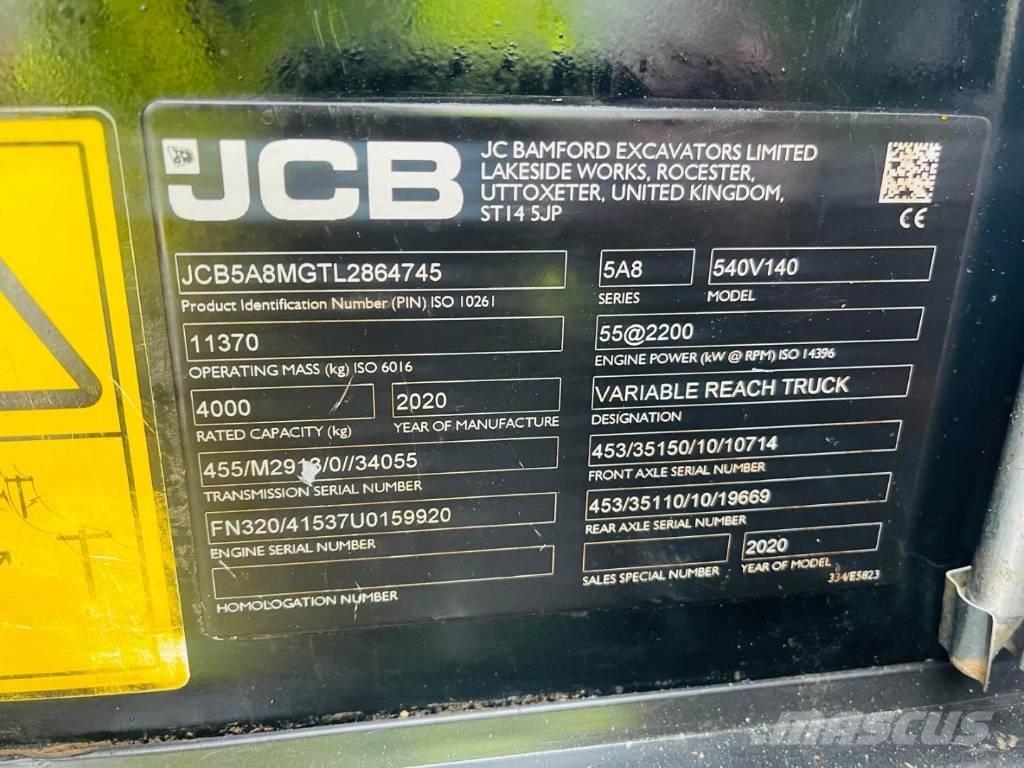 JCB
JC BAMFORD EXCAVATORS LIMITED
LAKESIDE WORKS, ROCESTER,
UTTOXETER, UNITED KINGDOM,
ST14 5JP
CE
JCB5A8MGTL2864745
Product Identification Number (PIN) ISO 10261
5A8
SERIES
540V140
MODEL
11370
OPERATING MASS (kg) ISO 6016
55@2200
ENGINE POWER (kW @ RPM) ISO 14396
4000
RATED CAPACITY (kg)
2020
YEAR OF MANUFACTURE
VARIABLE REACH TRUCK
DESIGNATION
TRANSMISSION SERIAL NUMBER
453/35150/10/10714
FRONT AXLE SERIAL NUMBER
FN320/41537U0159920
ENGINE SERIAL NUMBER
453/35110/10/19669
REAR AXLE SERIAL NUMBER
HOMOLOGATION NUMBER
SALES SPECIAL NUMBER
2020
YEAR OF MODEL
334/E5823
MASCUS